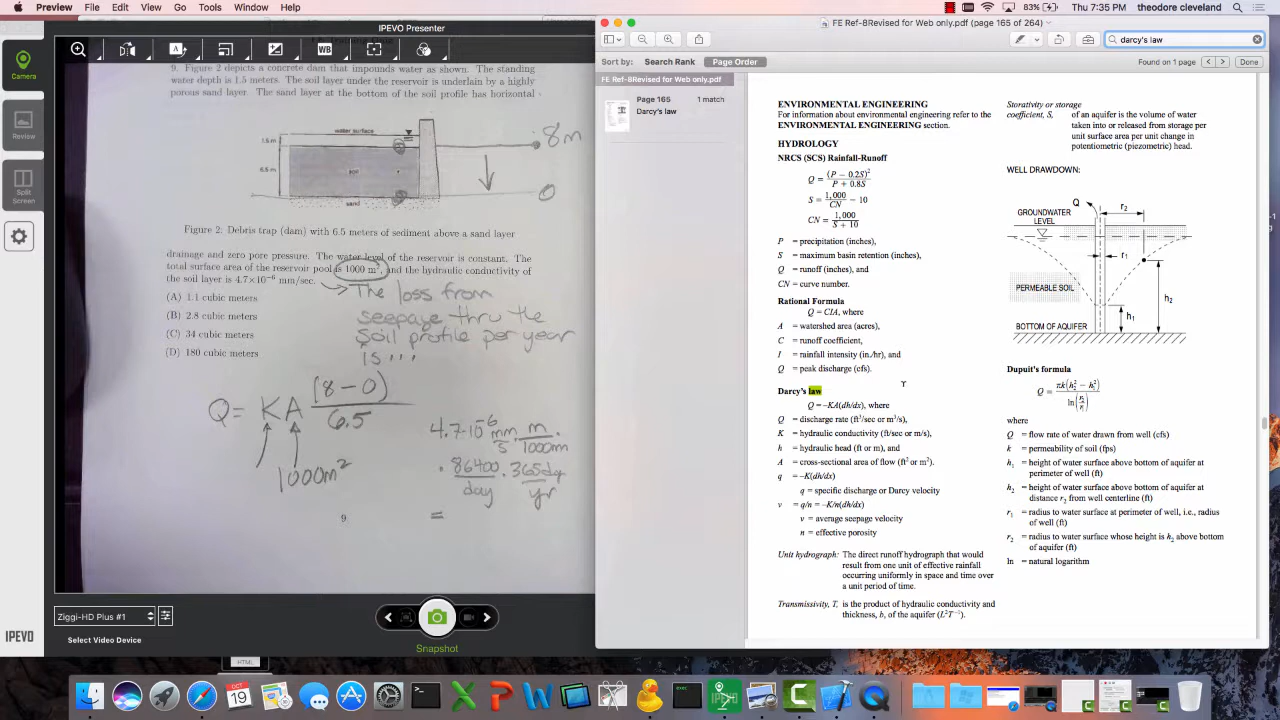 Preview File Edit View Go Tools Window Help
Thu 7:35 PM theodore cleveland
IPEVO Presenter
FE Ref-8Revised for Web only.pdf (page 165 of 264)
darcy's law
Camera
Review
Split
Screen
WB
Sort by: Search Rank Page Order
Found on 1 page
Done
FE Ref-8Revised for Web only.pdf
Page 165 1 match
Darcy's law
9. Figure 2 depicts a concrete dam that impounds water as shown. The standing
water depth is 1.5 meters. The soil layer under the reservoir is underlain by a highly
porous sand layer. The sand layer at the bottom of the soil profile has horizontal
water surface
1.5 m
6.5 m
soil
sand
8m
0
Figure 2: Debris trap (dam) with 6.5 meters of sediment above a sand layer
drainage and zero pore pressure. The water level of the reservoir is constant. The
total surface area of the reservoir pool is 1000 m², and the hydraulic conductivity of
the soil layer is 4.7×10⁻⁶ mm/sec.
The loss from
seepage thru the
soil profile per year
is ...
(A) 1.1 cubic meters
(B) 2.8 cubic meters
(C) 34 cubic meters
(D) 180 cubic meters
Q= KA (8-0)
6.5
1000m²
4.7·10⁻⁶ mm/s · m/1000mm ·
· 86400/day · 365dy/yr
=
9
ENVIRONMENTAL ENGINEERING
For information about environmental engineering refer to the
ENVIRONMENTAL ENGINEERING section.
HYDROLOGY
NRCS (SCS) Rainfall-Runoff
Q = (P − 0.2S)² / P + 0.8S
S = 1,000/CN − 10
CN = 1,000/S + 10
P = precipitation (inches),
S = maximum basin retention (inches),
Q = runoff (inches), and
CN = curve number.
Rational Formula
Q = CIA, where
A = watershed area (acres),
C = runoff coefficient,
I = rainfall intensity (in./hr), and
Q = peak discharge (cfs).
Darcy's law
Q = −KA(dh/dx), where
Q = discharge rate (ft³/sec or m³/s),
K = hydraulic conductivity (ft/sec or m/s),
h = hydraulic head (ft or m), and
A = cross-sectional area of flow (ft² or m²).
q = −K(dh/dx)
q = specific discharge or Darcy velocity
v = q/n = −K/n(dh/dx)
v = average seepage velocity
n = effective porosity
Unit hydrograph: The direct runoff hydrograph that would
result from one unit of effective rainfall
occurring uniformly in space and time over
a unit period of time.
Transmissivity, T, is the product of hydraulic conductivity and
thickness, b, of the aquifer (L²T⁻¹).
Storativity or storage
coefficient, S, of an aquifer is the volume of water
taken into or released from storage per
unit surface area per unit change in
potentiometric (piezometric) head.
WELL DRAWDOWN:
Q
r₂
GROUNDWATER
LEVEL
r₁
PERMEABLE SOIL
h₂
h₁
BOTTOM OF AQUIFER
Dupuit's formula
Q = πk(h₂² − h₁²) / ln(r₂/r₁)
where
Q = flow rate of water drawn from well (cfs)
k = permeability of soil (fps)
h₁ = height of water surface above bottom of aquifer at
perimeter of well (ft)
h₂ = height of water surface above bottom of aquifer at
distance r₂ from well centerline (ft)
r₁ = radius to water surface at perimeter of well, i.e., radius
of well (ft)
r₂ = radius to water surface whose height is h₂ above bottom
of aquifer (ft)
ln = natural logarithm
Ziggi-HD Plus #1
Select Video Device
IPEVO
Snapshot
HTML
OCT
19
exec
IPEVO